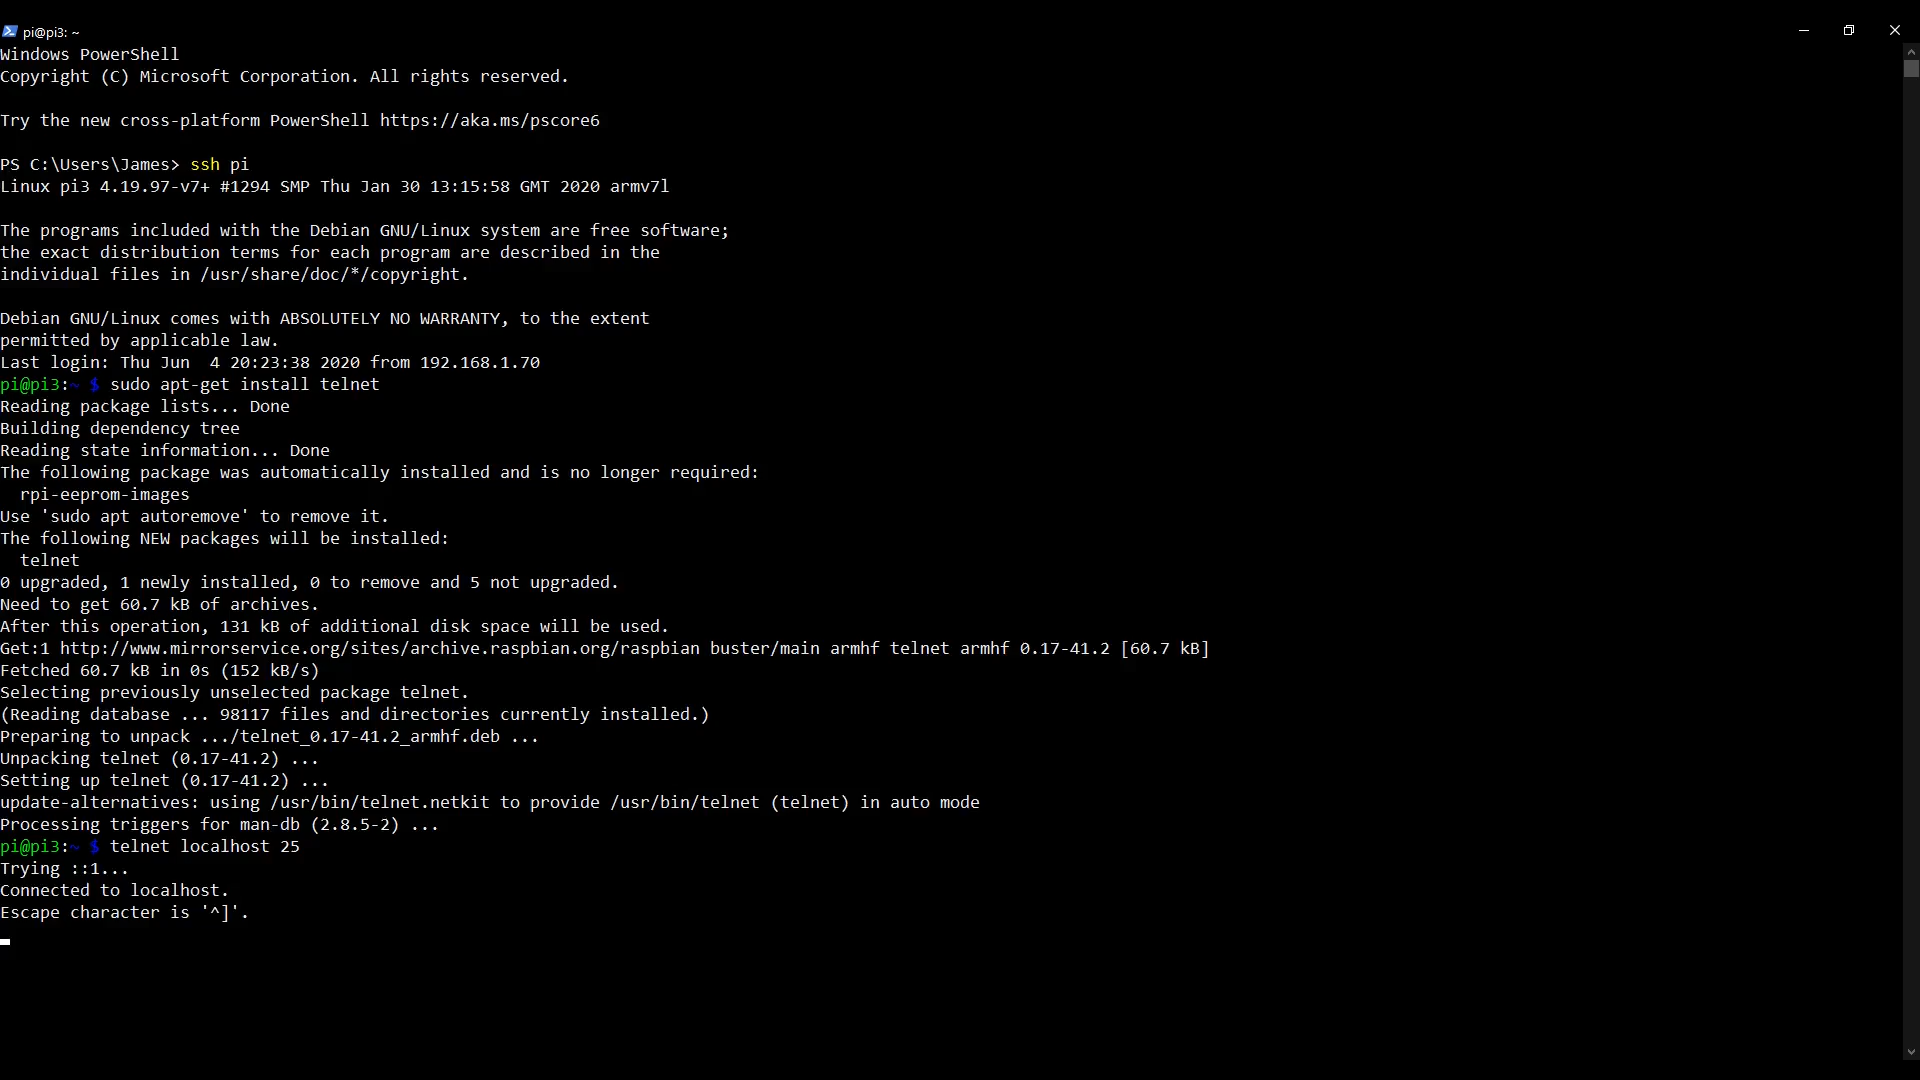 pi@pi3: ~
Windows PowerShell
Copyright (C) Microsoft Corporation. All rights reserved.
Try the new cross-platform PowerShell https://aka.ms/pscore6
PS C:\Users\James> ssh pi
Linux pi3 4.19.97-v7+ #1294 SMP Thu Jan 30 13:15:58 GMT 2020 armv7l
The programs included with the Debian GNU/Linux system are free software;
the exact distribution terms for each program are described in the
individual files in /usr/share/doc/*/copyright.
Debian GNU/Linux comes with ABSOLUTELY NO WARRANTY, to the extent
permitted by applicable law.
Last login: Thu Jun  4 20:23:38 2020 from 192.168.1.70
pi@pi3:~ $ sudo apt-get install telnet
Reading package lists... Done
Building dependency tree
Reading state information... Done
The following package was automatically installed and is no longer required:
  rpi-eeprom-images
Use 'sudo apt autoremove' to remove it.
The following NEW packages will be installed:
  telnet
0 upgraded, 1 newly installed, 0 to remove and 5 not upgraded.
Need to get 60.7 kB of archives.
After this operation, 131 kB of additional disk space will be used.
Get:1 http://www.mirrorservice.org/sites/archive.raspbian.org/raspbian buster/main armhf telnet armhf 0.17-41.2 [60.7 kB]
Fetched 60.7 kB in 0s (152 kB/s)
Selecting previously unselected package telnet.
(Reading database ... 98117 files and directories currently installed.)
Preparing to unpack .../telnet_0.17-41.2_armhf.deb ...
Unpacking telnet (0.17-41.2) ...
Setting up telnet (0.17-41.2) ...
update-alternatives: using /usr/bin/telnet.netkit to provide /usr/bin/telnet (telnet) in auto mode
Processing triggers for man-db (2.8.5-2) ...
pi@pi3:~ $ telnet localhost 25
Trying ::1...
Connected to localhost.
Escape character is '^]'.